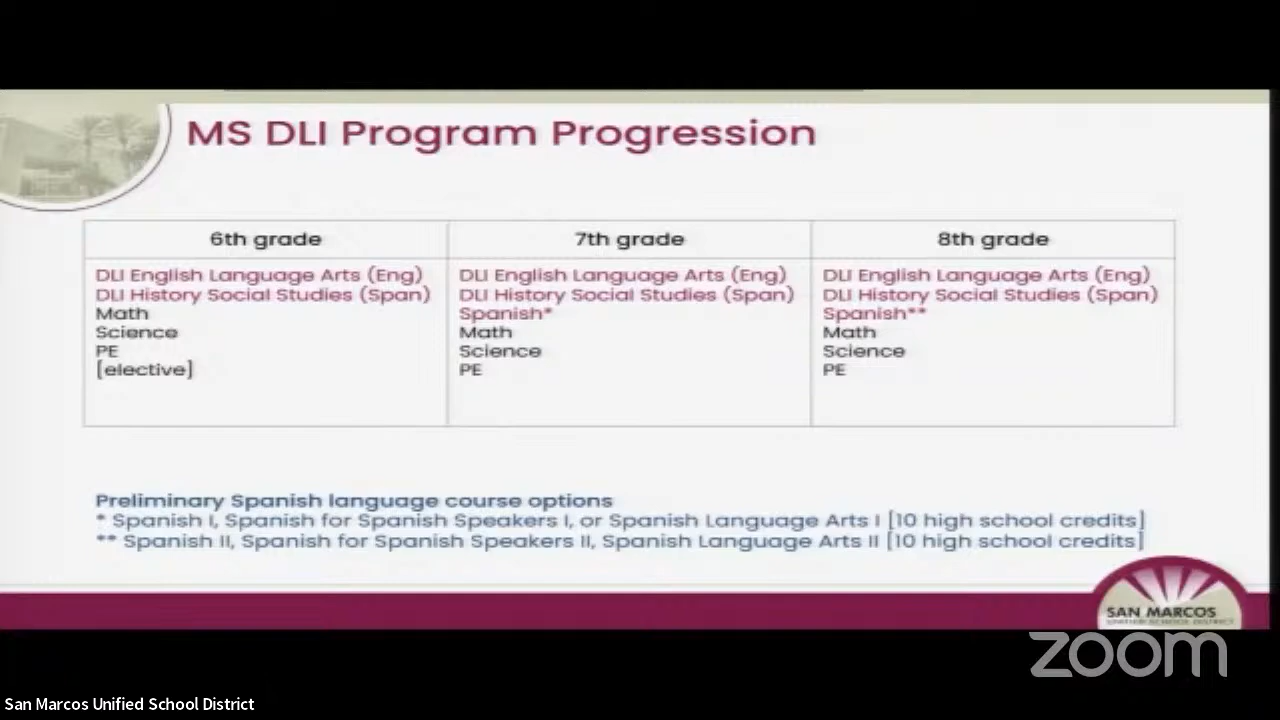 MS DLI Program Progression
6th grade
DLI English Language Arts (Eng)
DLI History Social Studies (Span)
Math
Science
PE
[elective]
7th grade
DLI English Language Arts (Eng)
DLI History Social Studies (Span)
Spanish*
Math
Science
PE
8th grade
DLI English Language Arts (Eng)
DLI History Social Studies (Span)
Spanish**
Math
Science
PE
Preliminary Spanish language course options
* Spanish I, Spanish for Spanish Speakers I, or Spanish Language Arts I [10 high school credits]
** Spanish II, Spanish for Spanish Speakers II, Spanish Language Arts II [10 high school credits]
SAN MARCOS
UNIFIED SCHOOL DISTRICT
zoom
San Marcos Unified School District